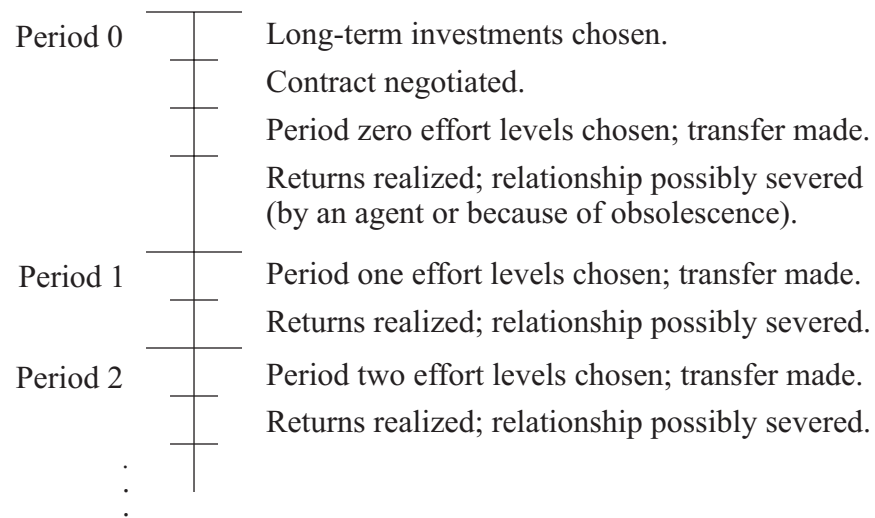 Period 0 Long-term investments chosen.
Contract negotiated.
Period zero effort levels chosen; transfer made.
Returns realized; relationship possibly severed
(by an agent or because of obsolescence).
Period 1 Period one effort levels chosen; transfer made.
Returns realized; relationship possibly severed.
Period 2 Period two effort levels chosen; transfer made.
Returns realized; relationship possibly severed.
.
.
.